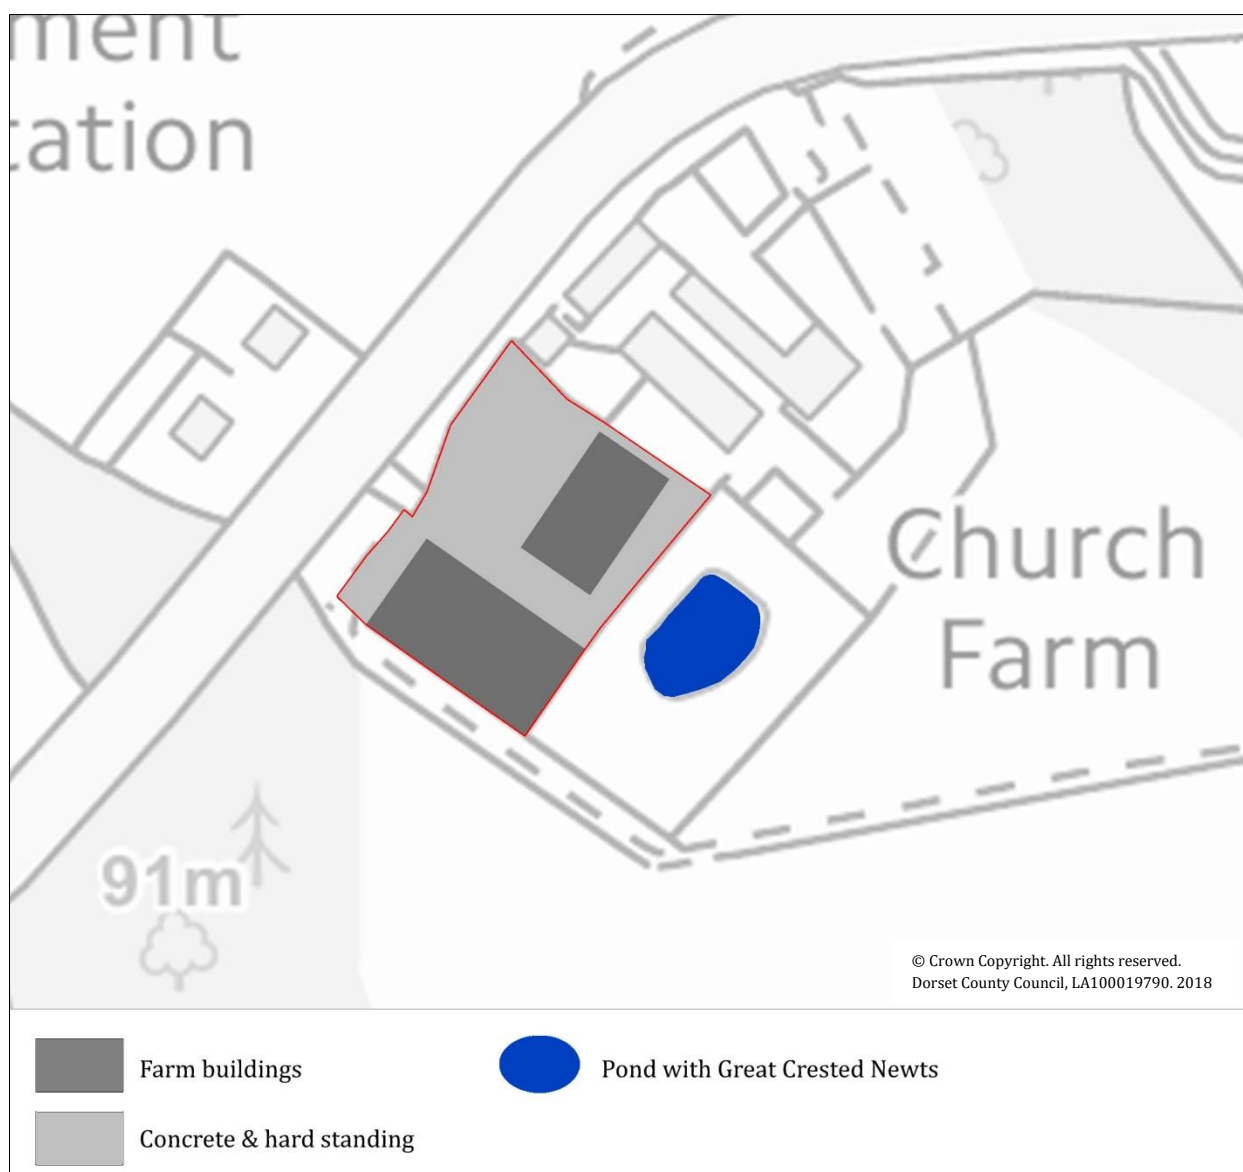 ment
tation
Church
Farm
91m
© Crown Copyright. All rights reserved.
Dorset County Council, LA100019790. 2018
Farm buildings
Pond with Great Crested Newts
Concrete & hard standing